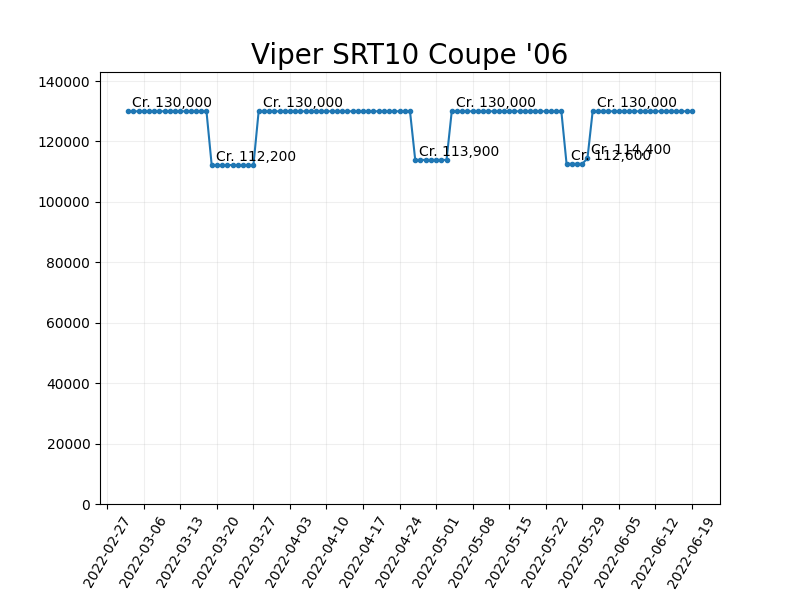 Viper SRT10 Coupe '06
140000
120000
100000
80000
60000
40000
20000
0
Cr. 130,000
Cr. 112,200
Cr. 130,000
Cr. 113,900
Cr. 130,000
Cr. 112,600
Cr. 114,400
Cr. 130,000
2022-02-27
2022-03-06
2022-03-13
2022-03-20
2022-03-27
2022-04-03
2022-04-10
2022-04-17
2022-04-24
2022-05-01
2022-05-08
2022-05-15
2022-05-22
2022-05-29
2022-06-05
2022-06-12
2022-06-19